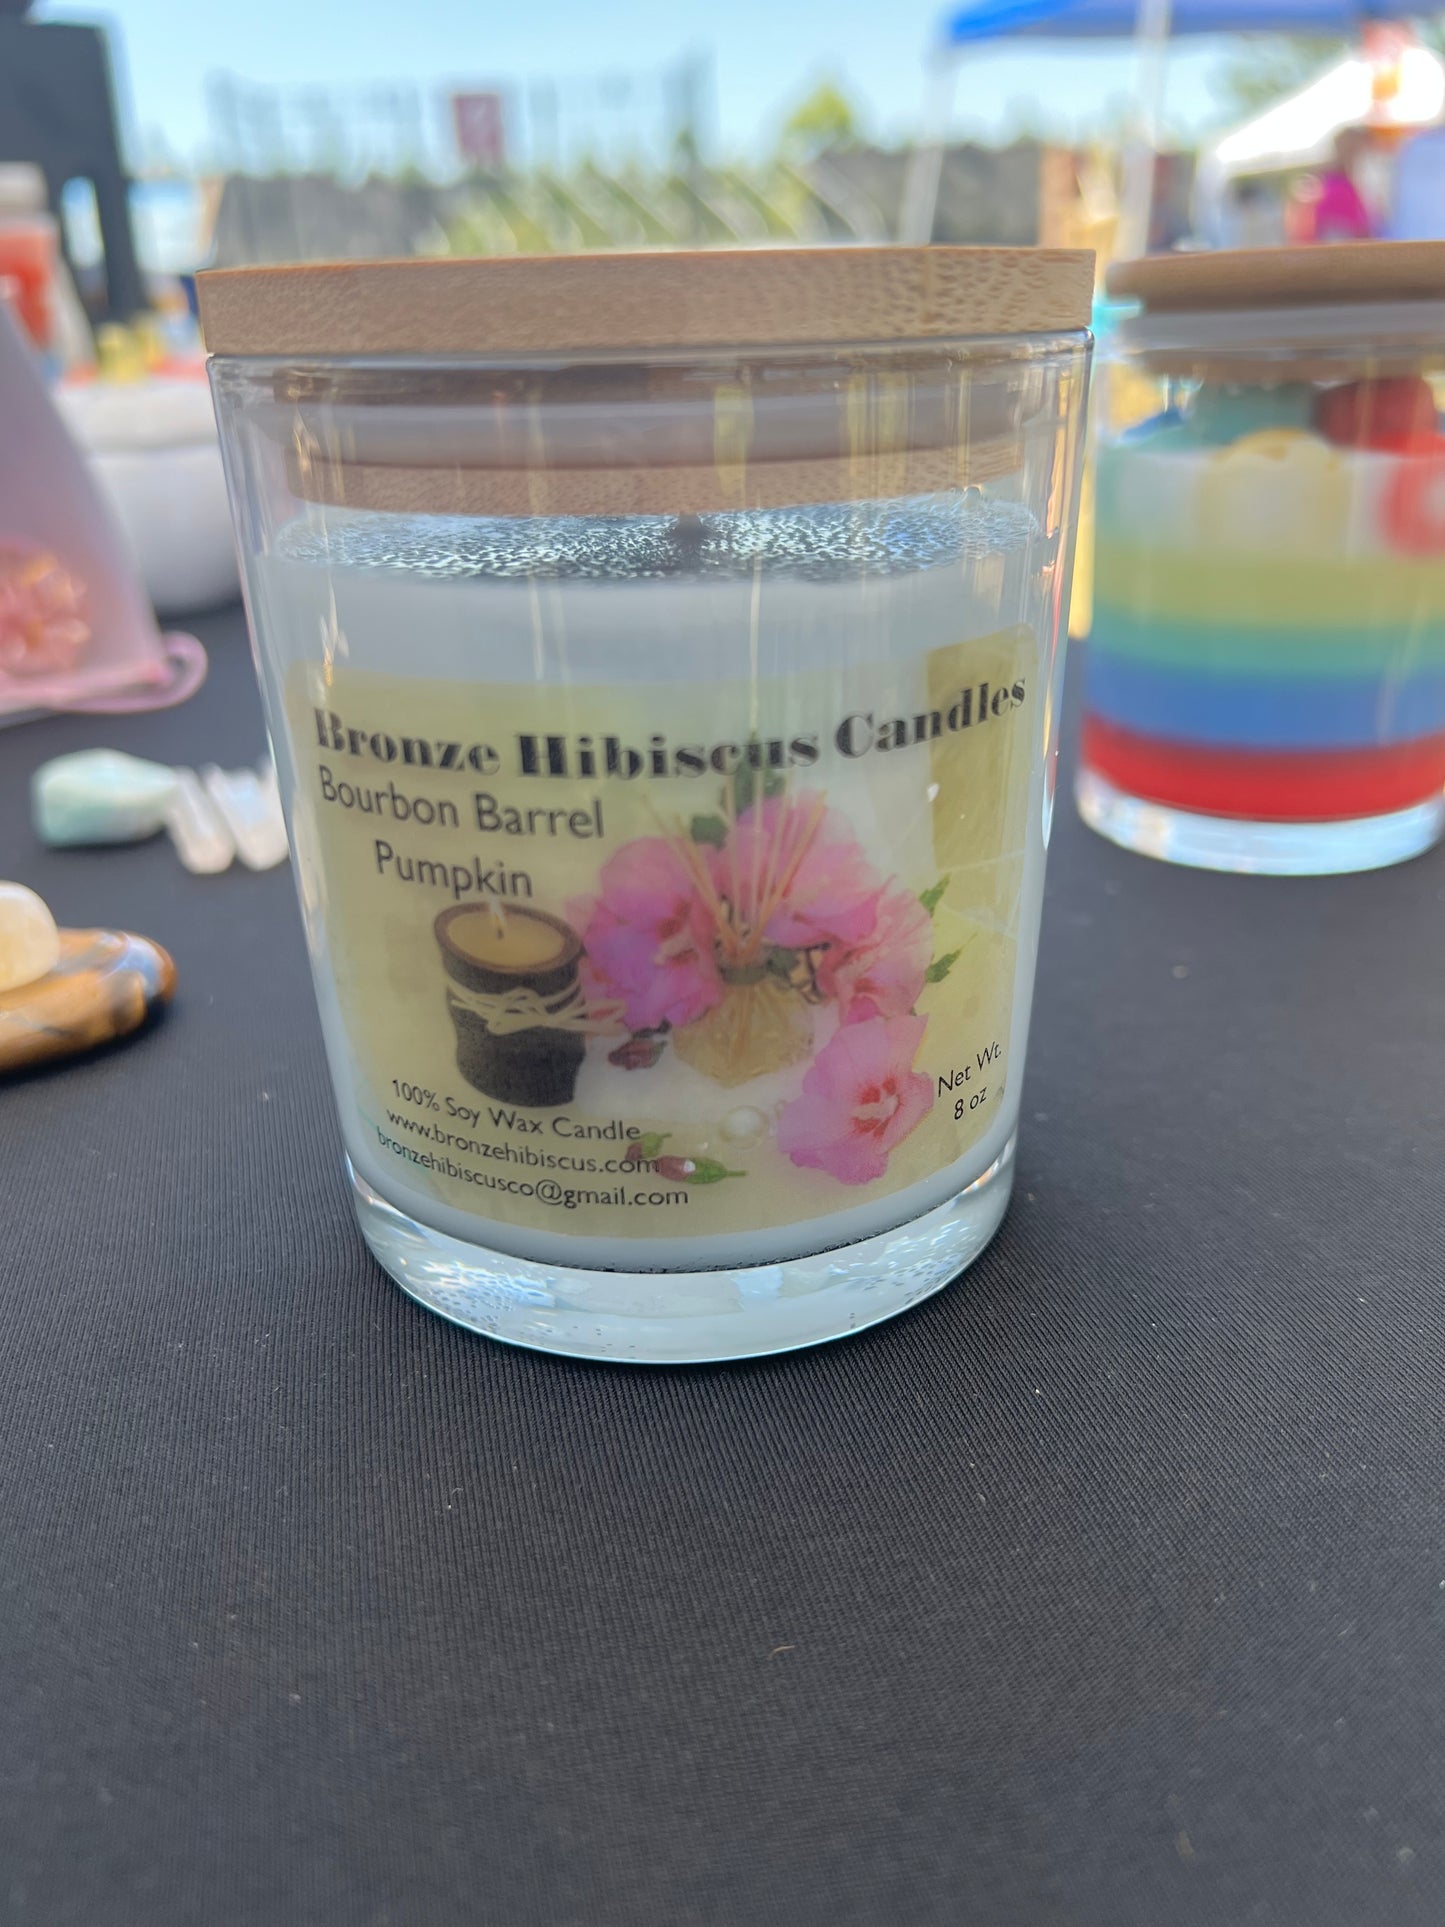 Bronze Hibiscus Candles
Bourbon Barrel
Pumpkin
100% Soy Wax Candle
www.bronzehibiscus.com
bronzehibiscusco@gmail.com
Net Wt.
8 oz